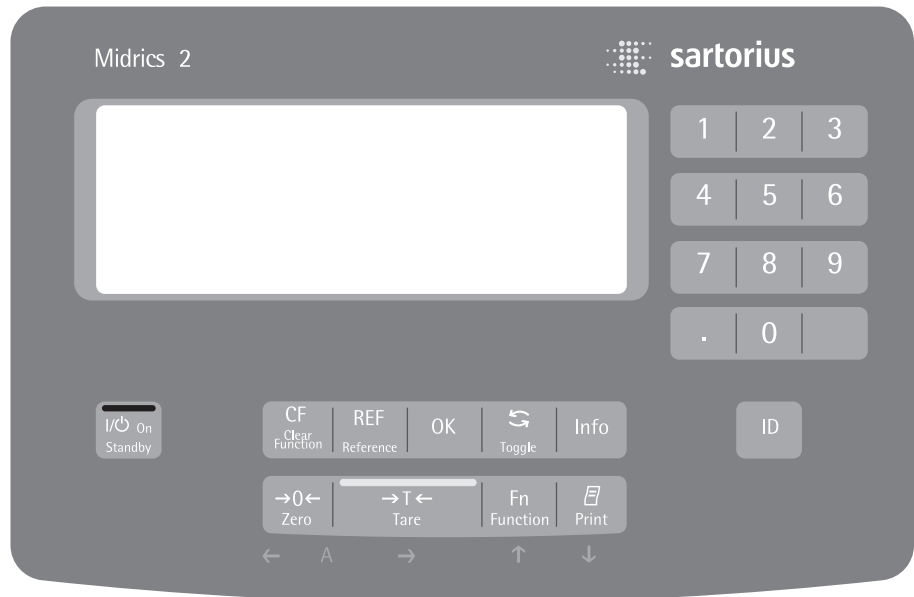 Midrics 2
sartorius
1 2 3
4 5 6
7 8 9
. 0
I/⏻ On
Standby
CF
Clear
Function
REF
Reference
OK
Toggle
Info
ID
→0←
Zero
→T←
Tare
Fn
Function
Print
← A → ↑ ↓